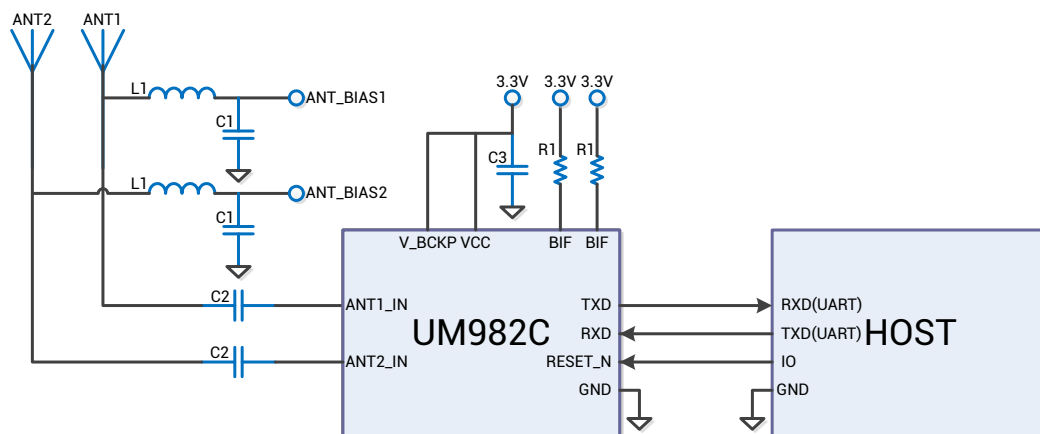 ANT2 ANT1
L1 ANT_BIAS1
C1
L1 ANT_BIAS2
C1
3.3V 3.3V 3.3V
C3 R1 R1
V_BCKP VCC BIF BIF
C2 ANT1_IN
C2 ANT2_IN
UM982C
TXD
RXD
RESET_N
GND
RXD(UART)
TXD(UART)
IO
GND
HOST